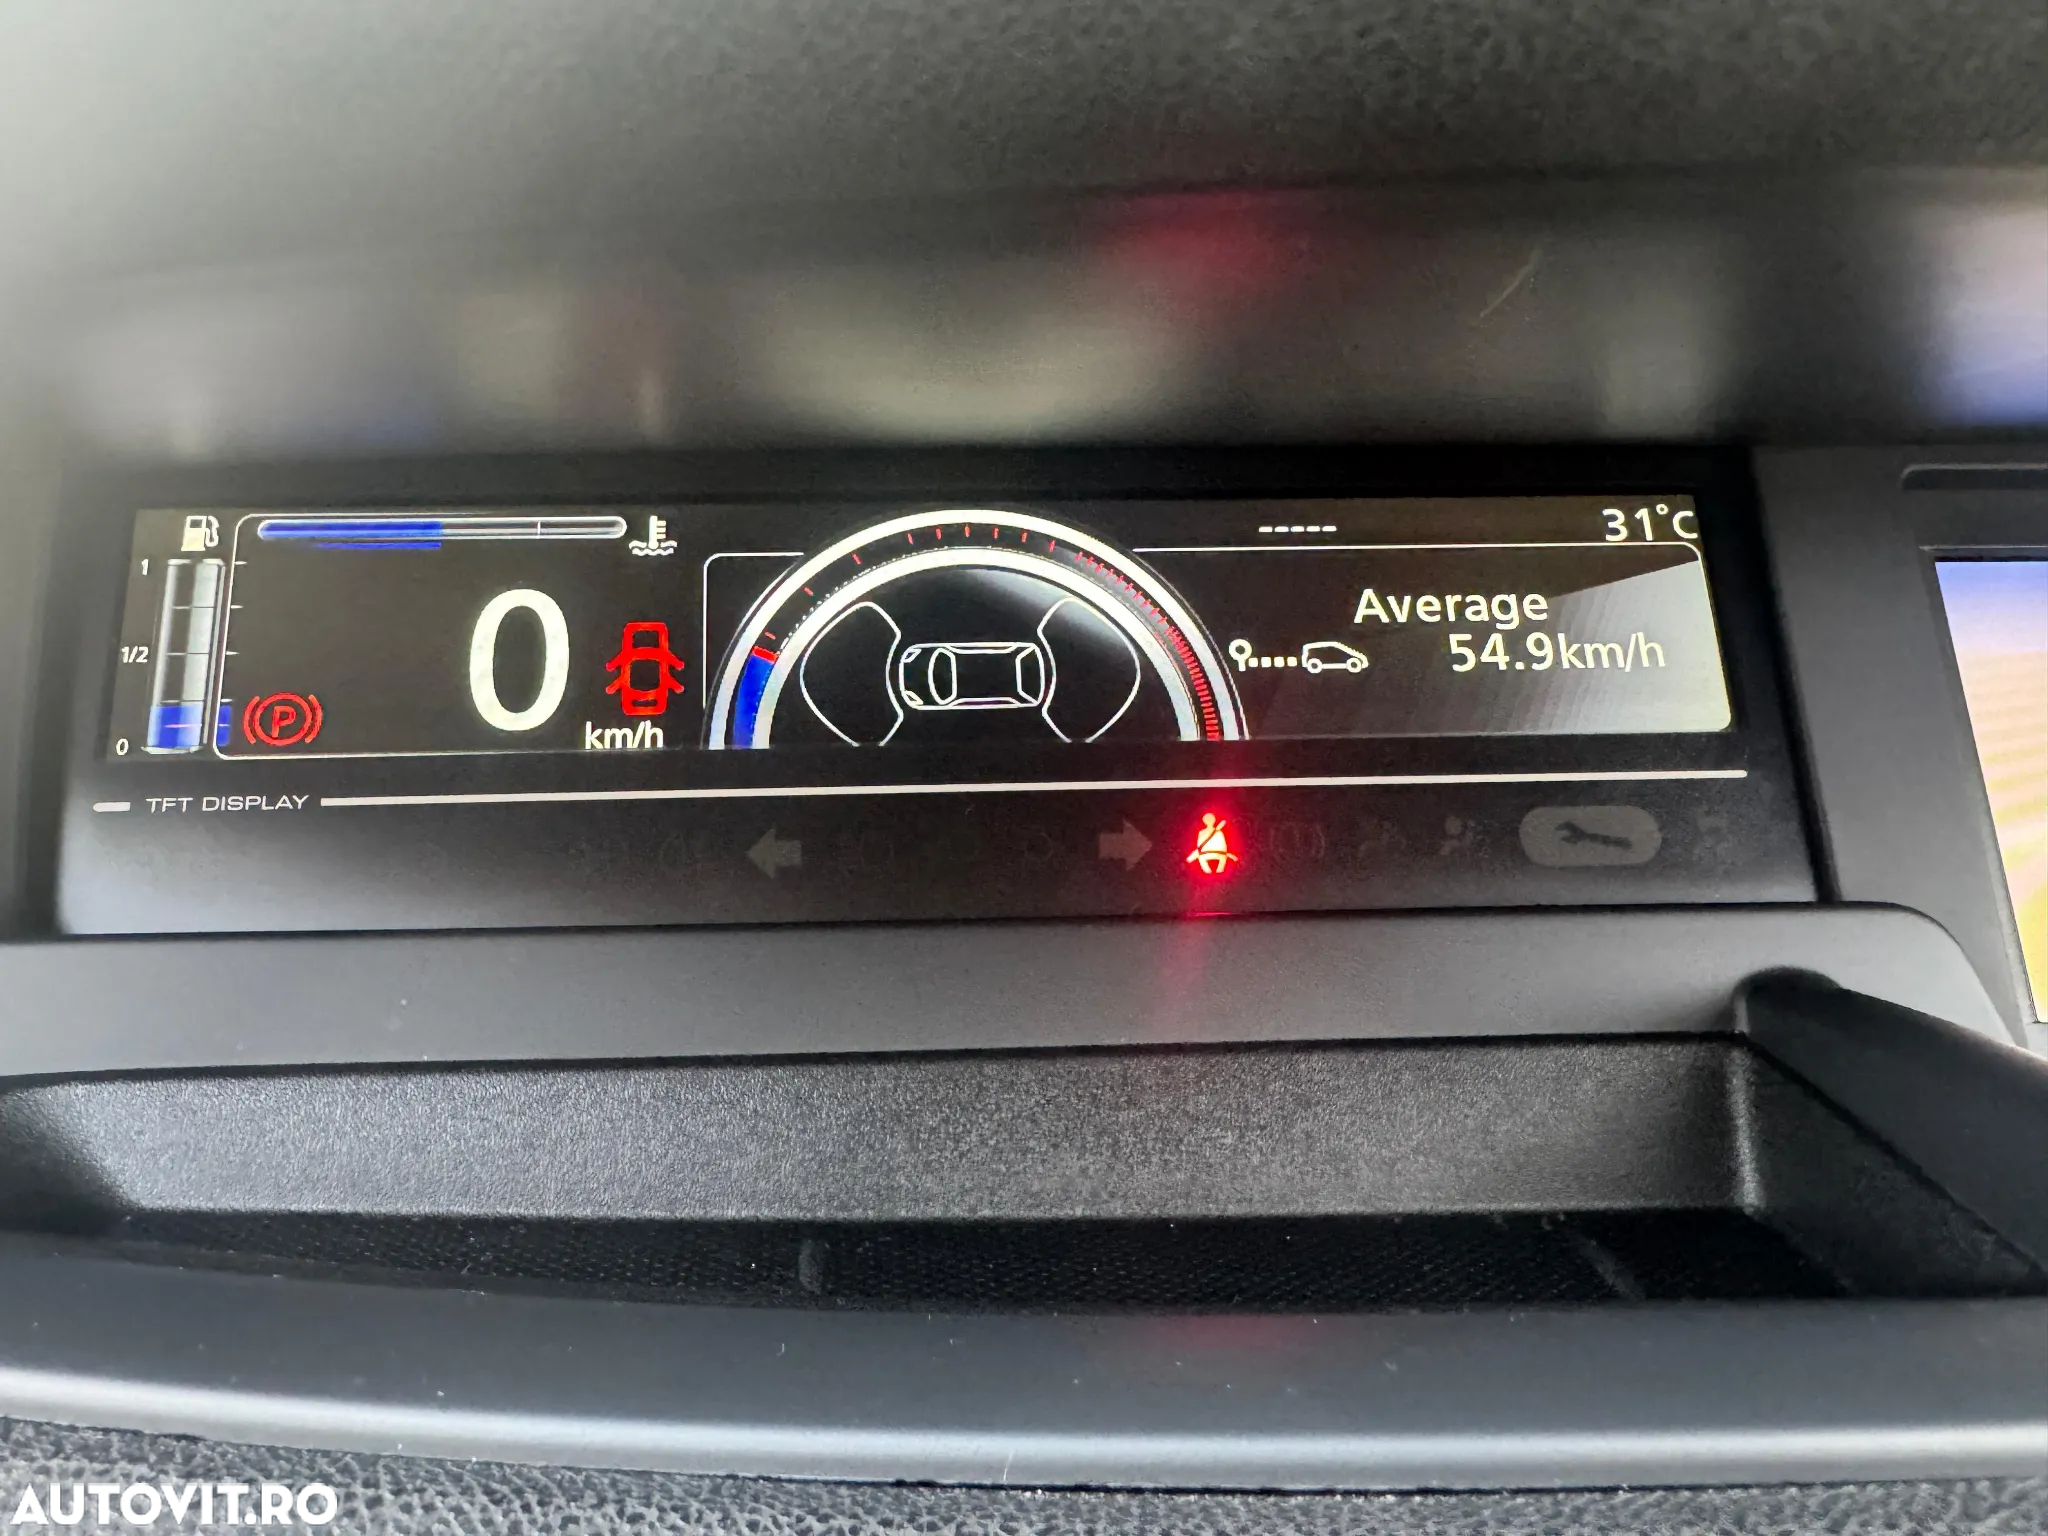 31°C
1
1/2
0
0
km/h
P
Average
54.9km/h
TFT DISPLAY
AUTOVIT.RO